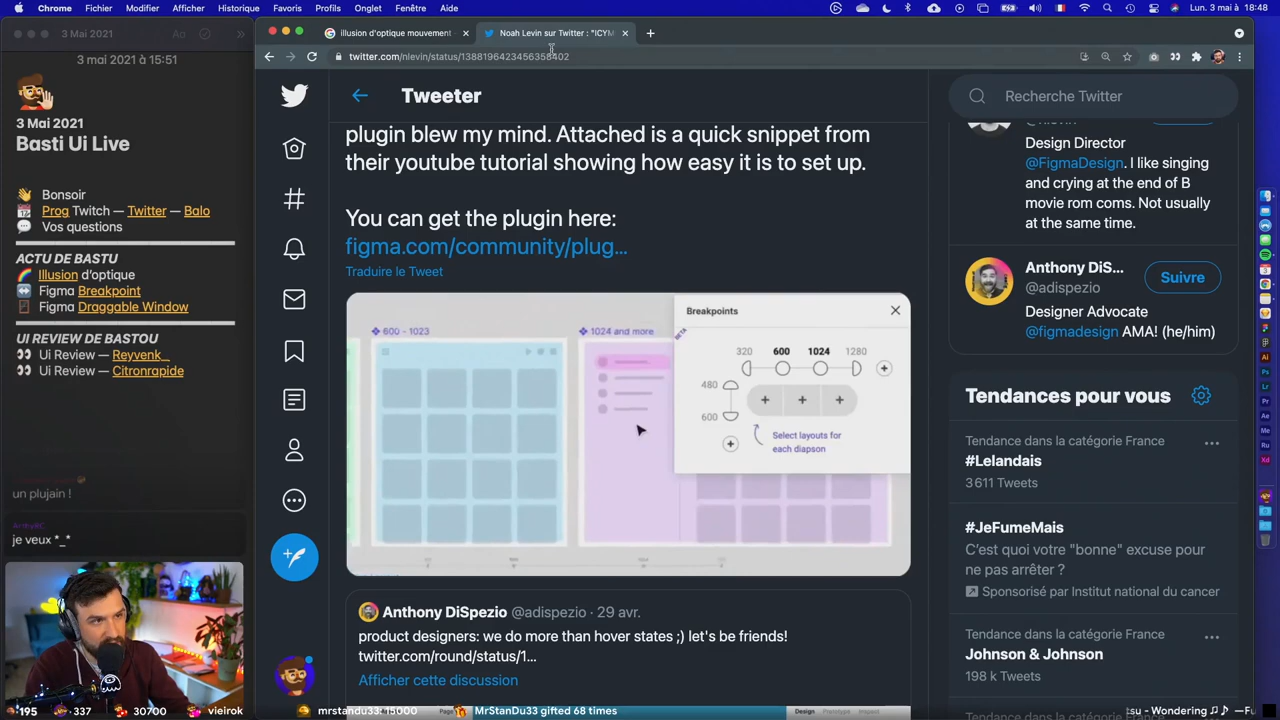 Chrome Fichier Modifier Afficher Historique Favoris Profils Onglet Fenêtre Aide
Lun. 3 mai à 18:48
3 Mai 2021
3 mai 2021 à 15:51
3 Mai 2021
Basti Ui Live
Bonsoir
Prog Twitch — Twitter — Balo
Vos questions
ACTU DE BASTU
Illusion d'optique
Figma Breakpoint
Figma Draggable Window
UI REVIEW DE BASTOU
Ui Review — Reyvenk_
Ui Review — Citronrapide
un plujain !
je veux *_*
195 337 30700 vieirok
illusion d'optique mouvement
Noah Levin sur Twitter : "ICYM
twitter.com/nlevin/status/1388196423456358402
Tweeter
plugin blew my mind. Attached is a quick snippet from
their youtube tutorial showing how easy it is to set up.
You can get the plugin here:
figma.com/community/plug...
Traduire le Tweet
600 - 1023
1024 and more
Breakpoints
BETA
320 600 1024 1280
480
600
Select layouts for
each diapson
Anthony DiSpezio @adispezio · 29 avr.
product designers: we do more than hover states ;) let's be friends!
twitter.com/round/status/1...
Afficher cette discussion
Design Prototype Inspect
mrstandu33: 15000
MrStanDu33 gifted 68 times
Recherche Twitter
Design Director
@FigmaDesign. I like singing
and crying at the end of B
movie rom coms. Not usually
at the same time.
Anthony DiS...
@adispezio
Suivre
Designer Advocate
@figmadesign AMA! (he/him)
Tendances pour vous
Tendance dans la catégorie France
#Lelandais
3 611 Tweets
#JeFumeMais
C'est quoi votre "bonne" excuse pour
ne pas arrêter ?
Sponsorisé par Institut national du cancer
Tendance dans la catégorie France
Johnson & Johnson
198 k Tweets
tsu - Wondering ♫ ♪ —Fu